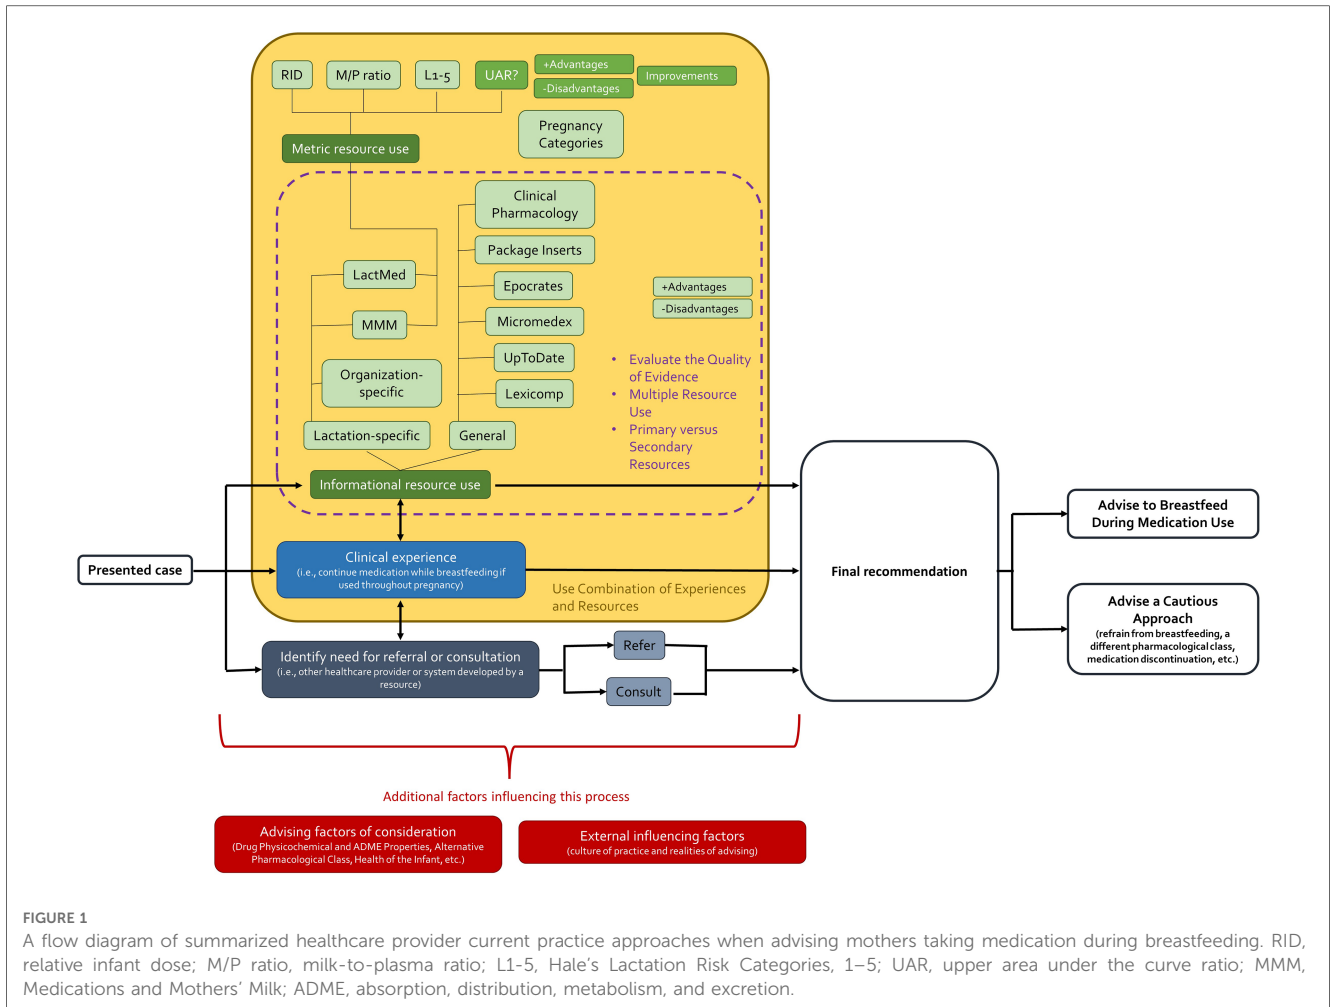 RID
M/P ratio
L1-5
UAR?
+Advantages
-Disadvantages
Improvements
Pregnancy
Categories
Metric resource use
Clinical
Pharmacology
Package Inserts
LactMed
Epocrates
+Advantages
-Disadvantages
MMM
Micromedex
UpToDate
Organization-
specific
Lexicomp
• Evaluate the Quality
of Evidence
• Multiple Resource
Use
• Primary versus
Secondary
Resources
Lactation-specific
General
Informational resource use
Presented case
Clinical experience
(i.e., continue medication while breastfeeding if
used throughout pregnancy)
Use Combination of Experiences
and Resources
Identify need for referral or consultation
(i.e., other healthcare provider or system developed by a
resource)
Refer
Consult
Final recommendation
Advise to Breastfeed
During Medication Use
Advise a Cautious
Approach
(refrain from breastfeeding, a
different pharmacological class,
medication discontinuation, etc.)
Additional factors influencing this process
Advising factors of consideration
(Drug Physicochemical and ADME Properties, Alternative
Pharmacological Class, Health of the Infant, etc.)
External influencing factors
(culture of practice and realities of advising)
FIGURE 1
A flow diagram of summarized healthcare provider current practice approaches when advising mothers taking medication during breastfeeding. RID,
relative infant dose; M/P ratio, milk-to-plasma ratio; L1-5, Hale's Lactation Risk Categories, 1–5; UAR, upper area under the curve ratio; MMM,
Medications and Mothers' Milk; ADME, absorption, distribution, metabolism, and excretion.